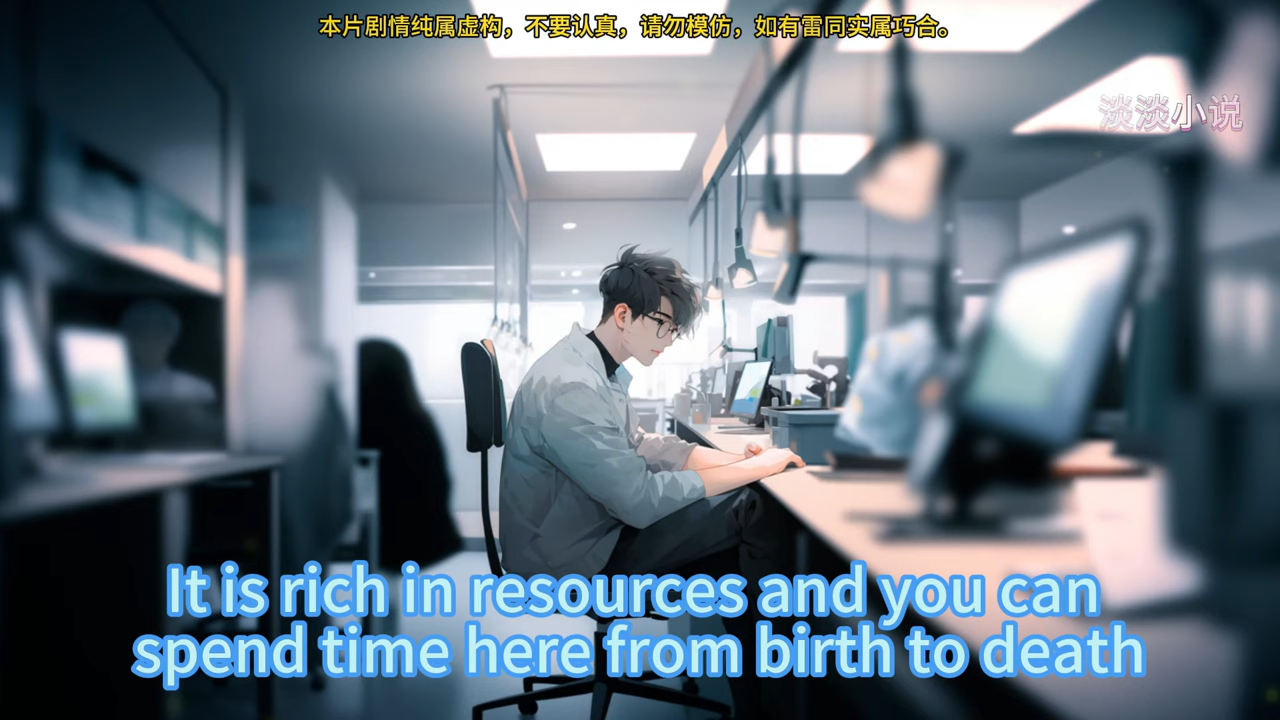 本片剧情纯属虚构，不要认真，请勿模仿，如有雷同实属巧合。
淡淡小说
It is rich in resources and you can
spend time here from birth to death